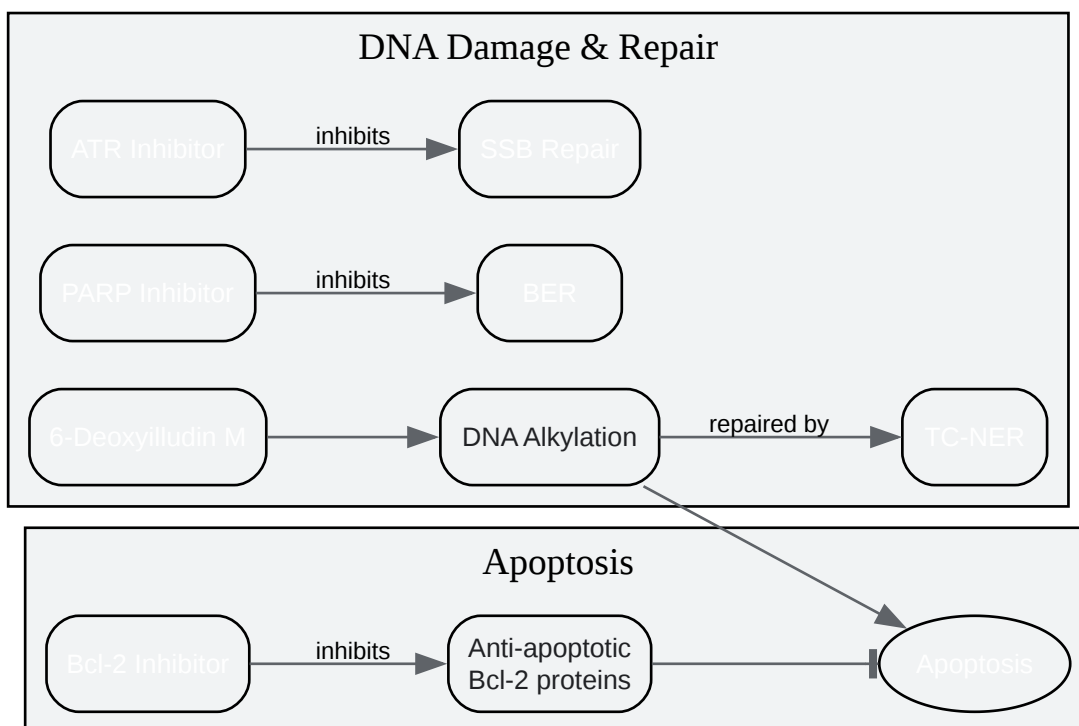 DNA Damage & Repair
ATR Inhibitor
inhibits
SSB Repair
PARP Inhibitor
inhibits
BER
6-Deoxyilludin M
DNA Alkylation
repaired by
TC-NER
Apoptosis
Bcl-2 Inhibitor
inhibits
Anti-apoptotic
Bcl-2 proteins
Apoptosis